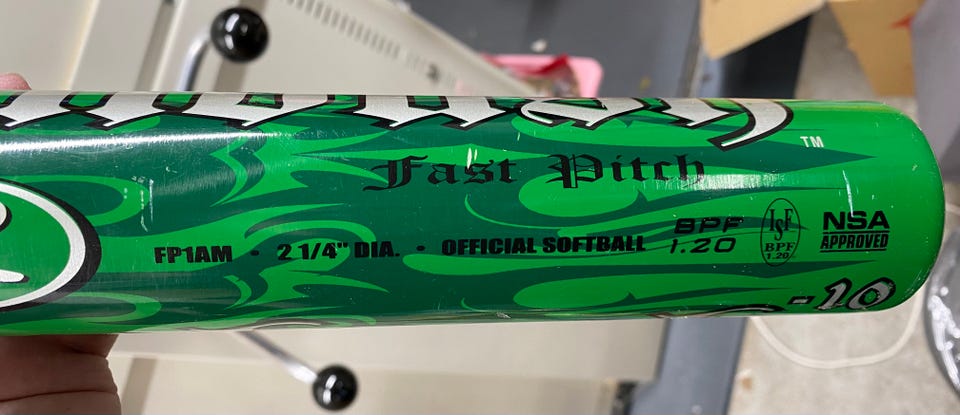 TM
Fast Pitch
FP1AM • 2 1/4" DIA. • OFFICIAL SOFTBALL
BPF
1.20
ISF
BPF
1.20
NSA
APPROVED
-10